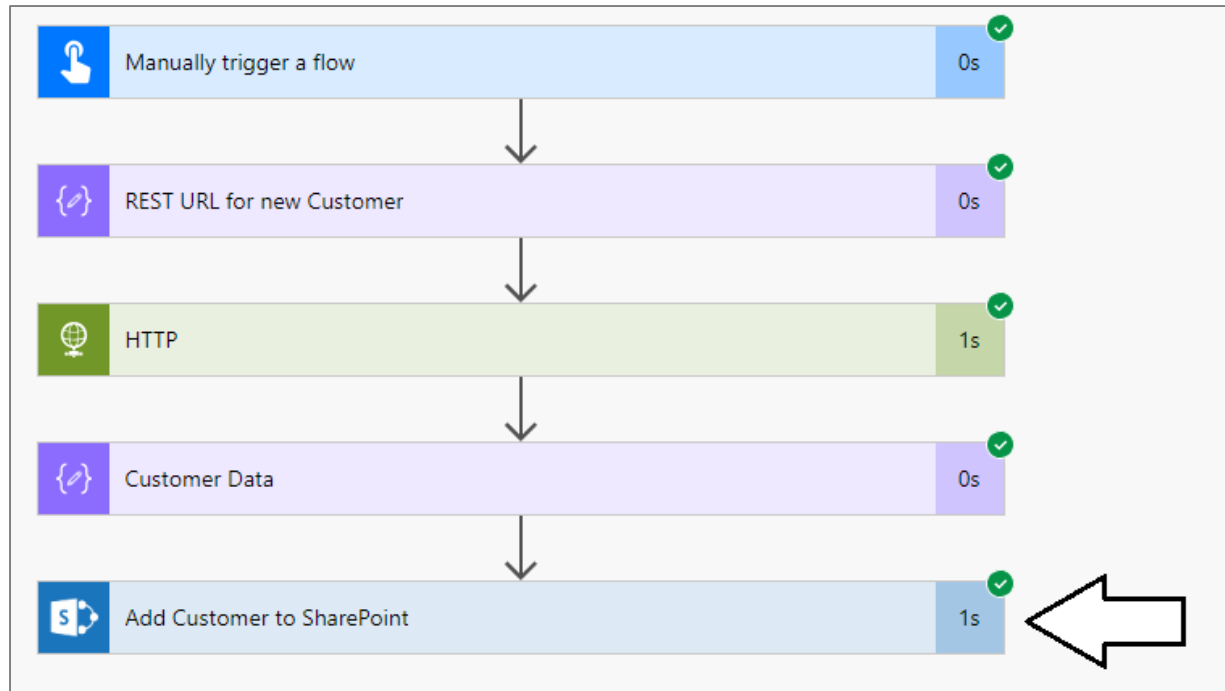 Manually trigger a flow 0s
REST URL for new Customer 0s
HTTP 1s
Customer Data 0s
S Add Customer to SharePoint 1s